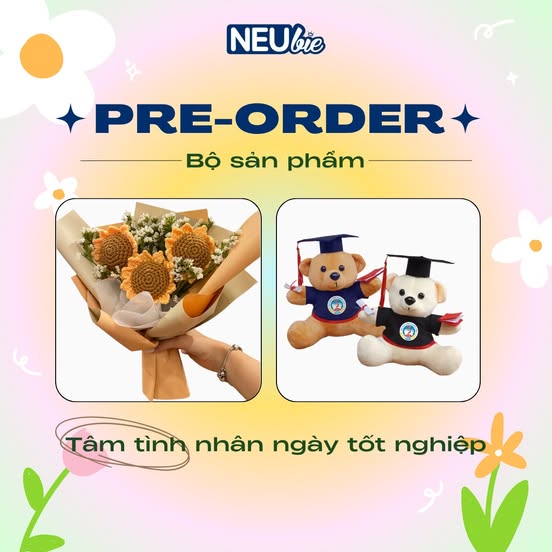 NEUbie
PRE-ORDER
Bộ sản phẩm
Tâm tình nhân ngày tốt nghiệp